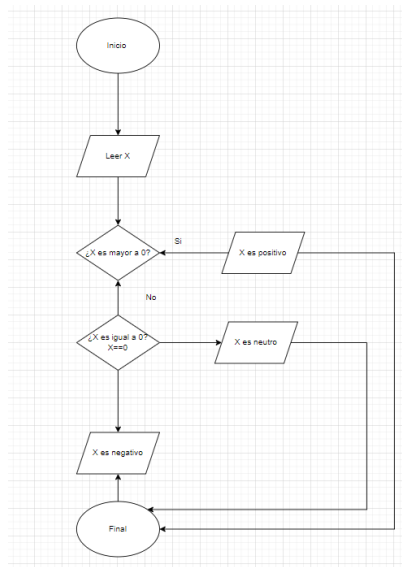 Inicio
Leer X
¿X es mayor a 0?
Si
X es positivo
No
¿X es igual a 0?
X==0
X es neutro
X es negativo
Final